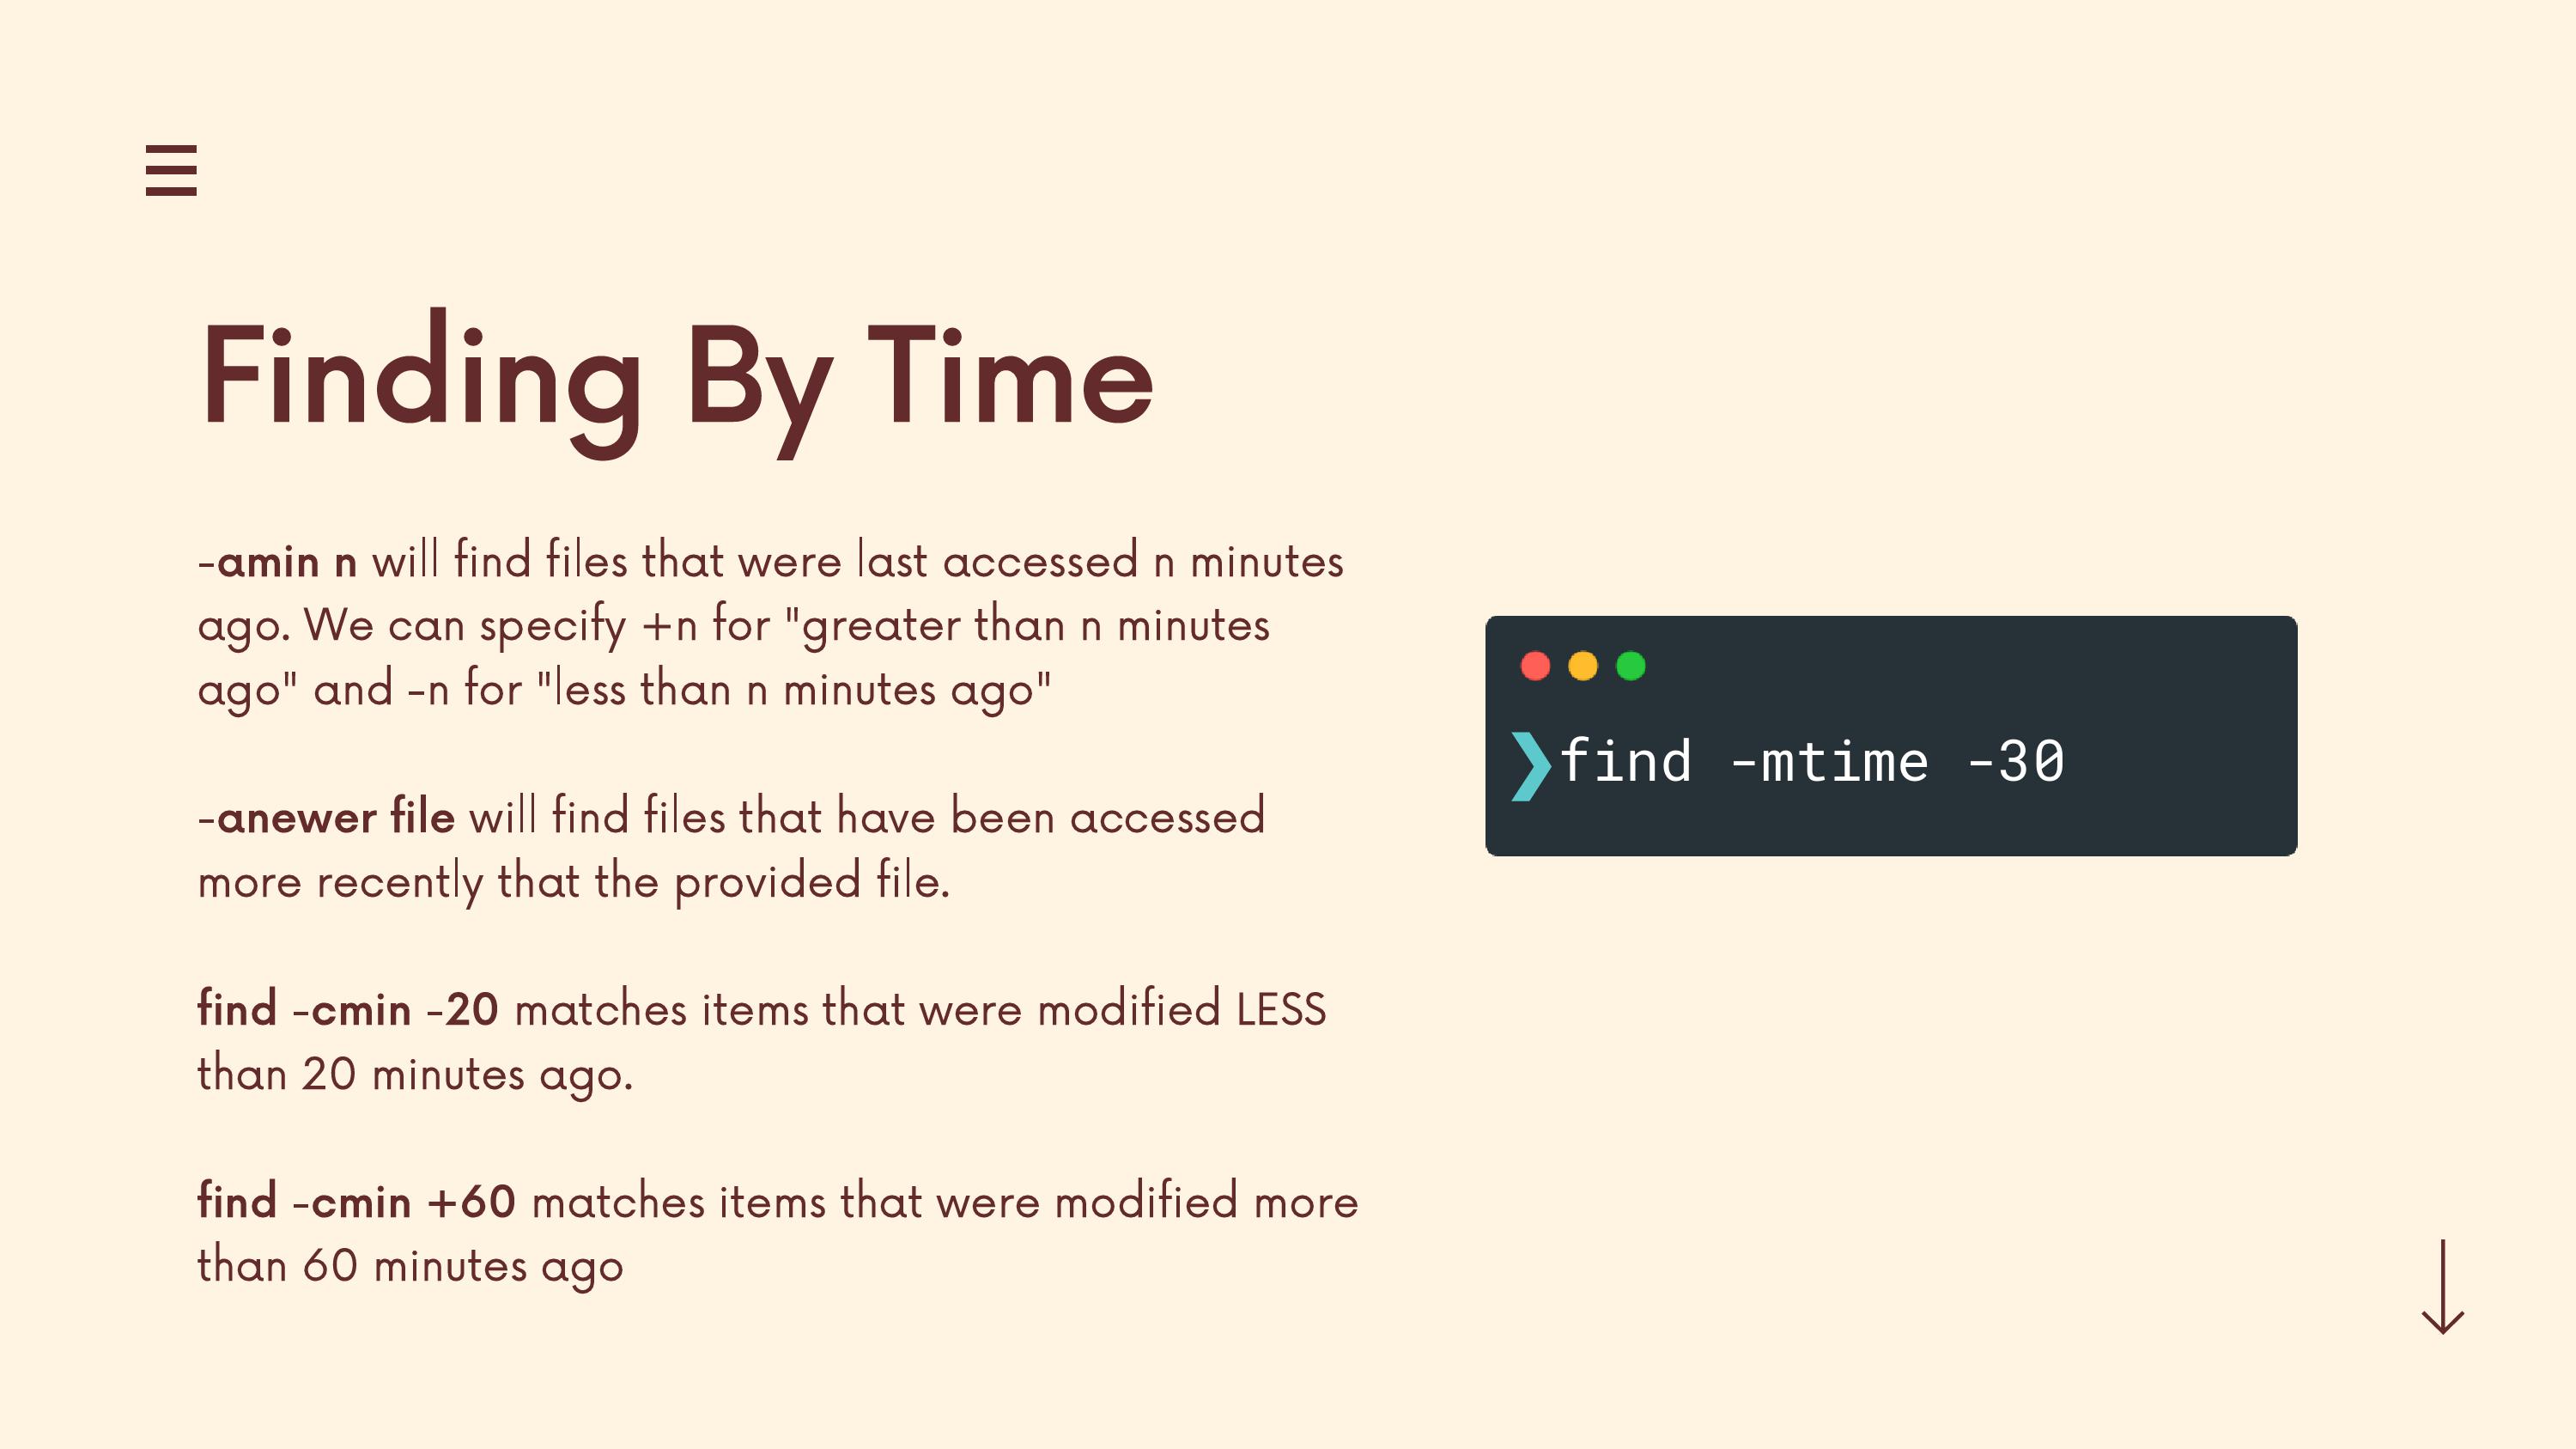 Finding By Time
-amin n will find files that were last accessed n minutes
ago. We can specify +n for "greater than n minutes
ago" and -n for "less than n minutes ago"
-anewer file will find files that have been accessed
more recently that the provided file.
find -cmin -20 matches items that were modified LESS
than 20 minutes ago.
find -cmin +60 matches items that were modified more
than 60 minutes ago
❯find -mtime -30